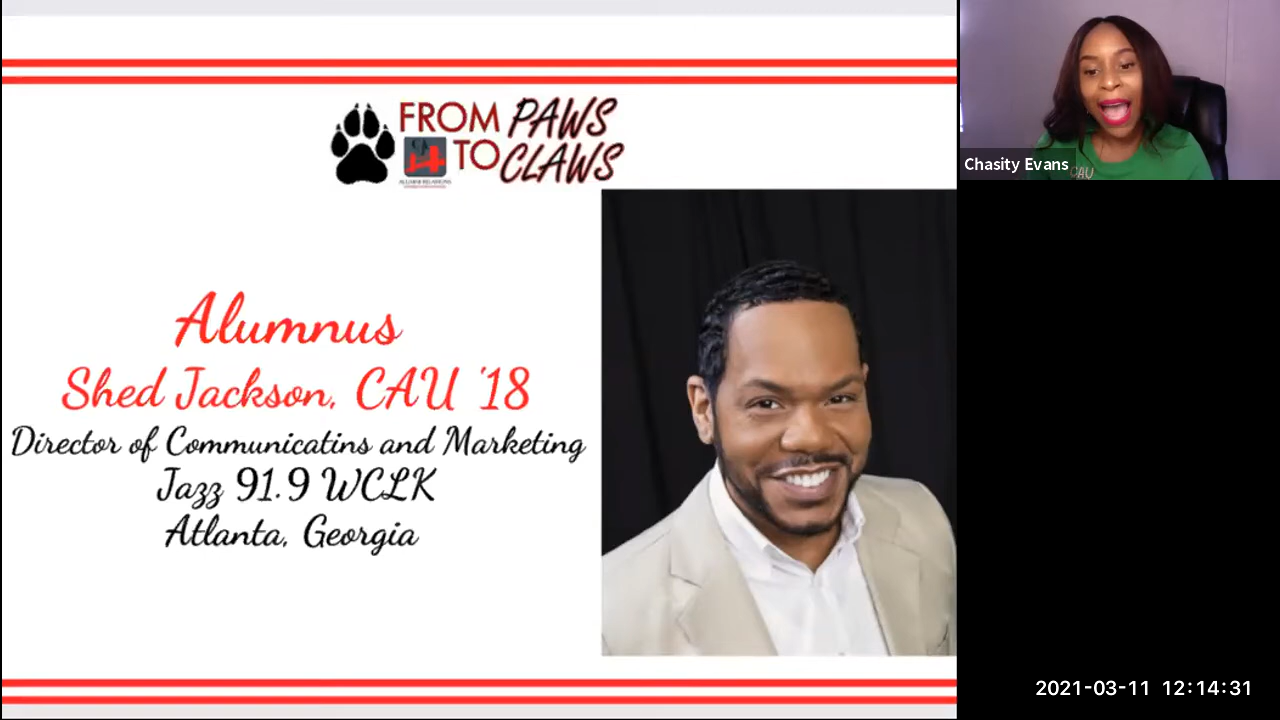 FROM PAWS
TO CLAWS
Alumnus
Shed Jackson, CAU '18
Director of Communicatins and Marketing
Jazz 91.9 WCLK
Atlanta, Georgia
Chasity Evans
CAU
2021-03-11 12:14:31